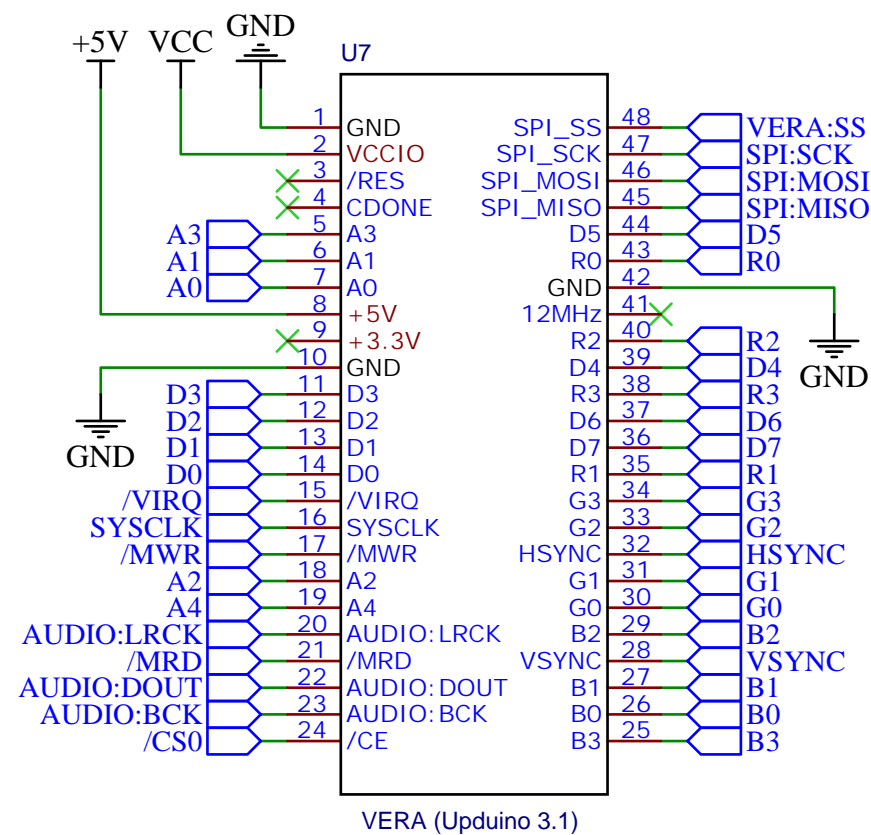 +5V VCC GND
U7
1 GND SPI_SS 48 VERA:SS
2 VCCIO SPI_SCK 47 SPI:SCK
3 /RES SPI_MOSI 46 SPI:MOSI
4 CDONE SPI_MISO 45 SPI:MISO
A3 5 A3 D5 44 D5
A1 6 A1 R0 43 R0
A0 7 A0 GND 42
8 +5V 12MHz 41
9 +3.3V R2 40 R2
10 GND D4 39 D4
GND
D3 11 D3 R3 38 R3
D2 12 D2 D6 37 D6
D1 13 D1 D7 36 D7
GND
D0 14 D0 R1 35 R1
/VIRQ 15 /VIRQ G3 34 G3
SYSCLK 16 SYSCLK G2 33 G2
/MWR 17 /MWR HSYNC 32 HSYNC
A2 18 A2 G1 31 G1
A4 19 A4 G0 30 G0
AUDIO:LRCK 20 AUDIO:LRCK B2 29 B2
/MRD 21 /MRD VSYNC 28 VSYNC
AUDIO:DOUT 22 AUDIO:DOUT B1 27 B1
AUDIO:BCK 23 AUDIO:BCK B0 26 B0
/CS0 24 /CE B3 25 B3
VERA (Upduino 3.1)